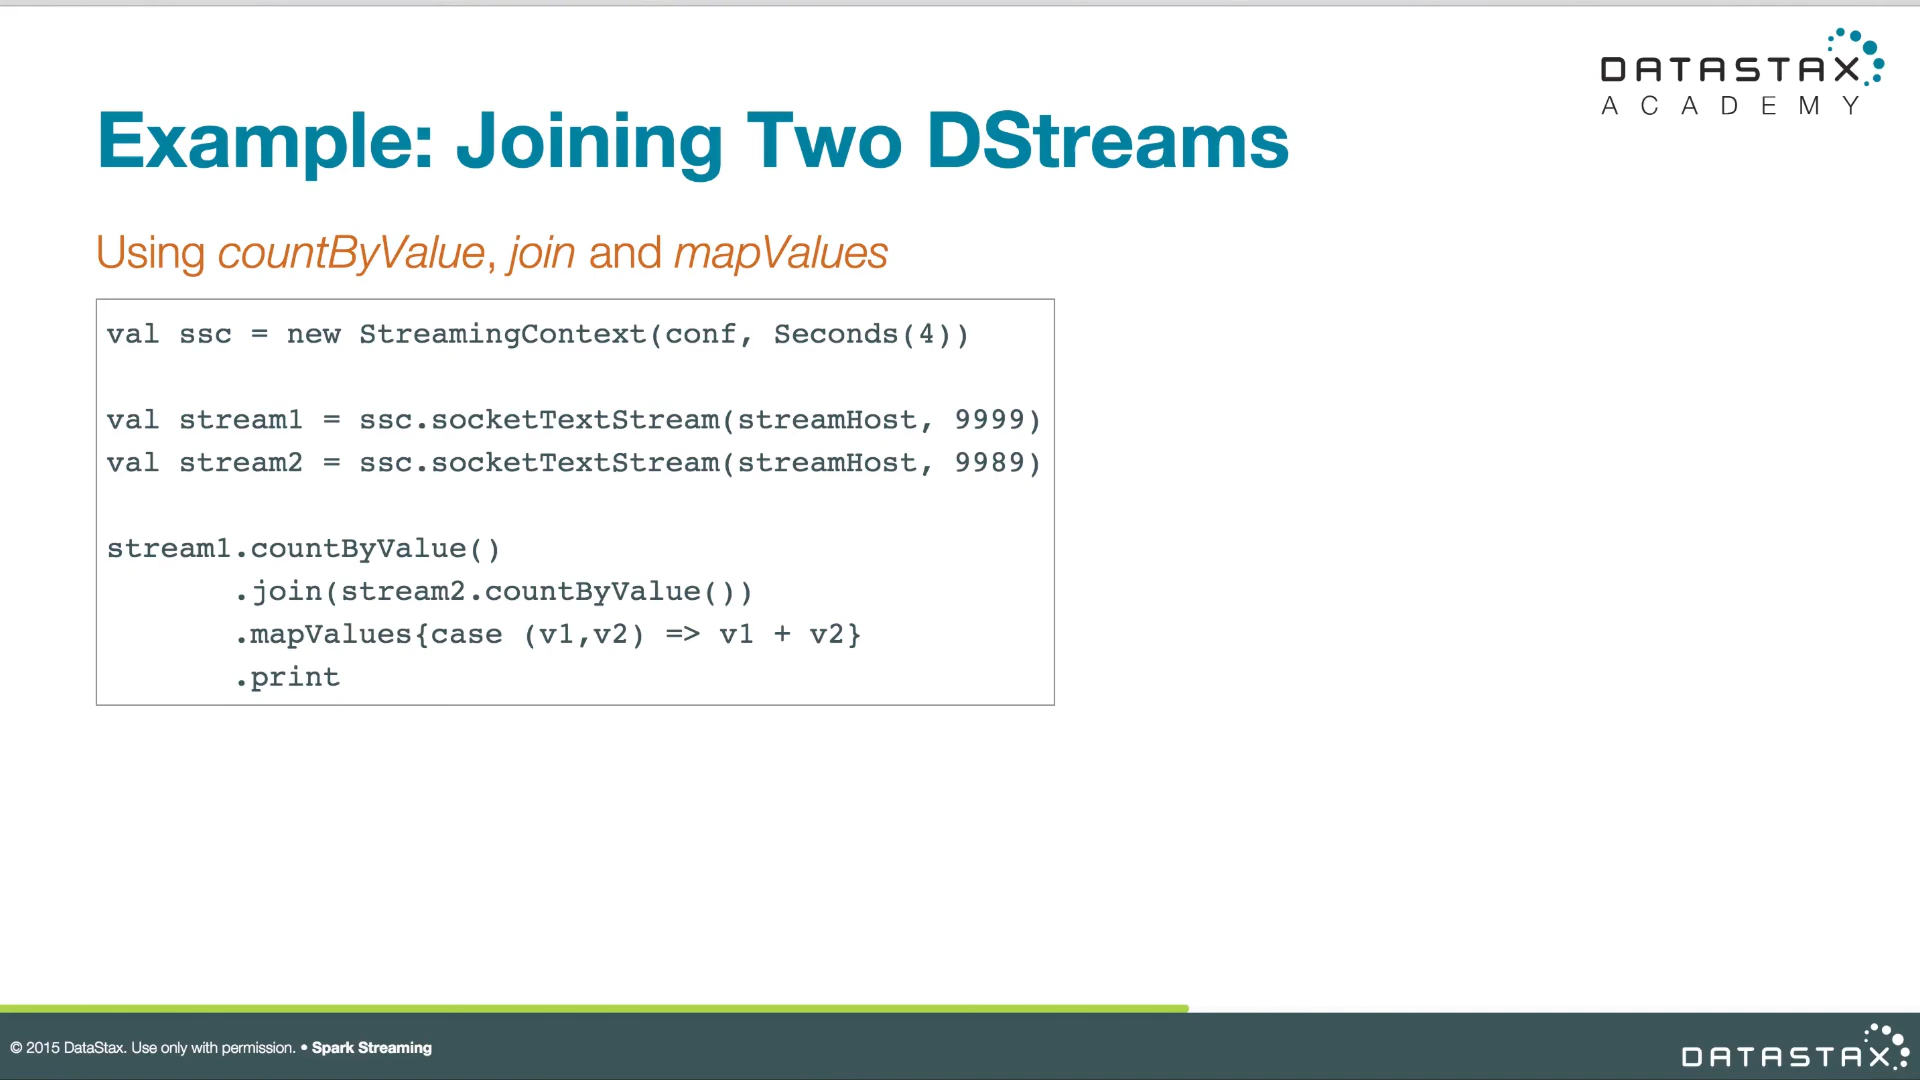 DATASTAX
ACADEMY
Example: Joining Two DStreams
Using countByValue, join and mapValues
val ssc = new StreamingContext(conf, Seconds(4))
val stream1 = ssc.socketTextStream(streamHost, 9999)
val stream2 = ssc.socketTextStream(streamHost, 9989)
stream1.countByValue()
.join(stream2.countByValue())
.mapValues{case (v1,v2) => v1 + v2}
.print
© 2015 DataStax. Use only with permission. • Spark Streaming
DATASTAX